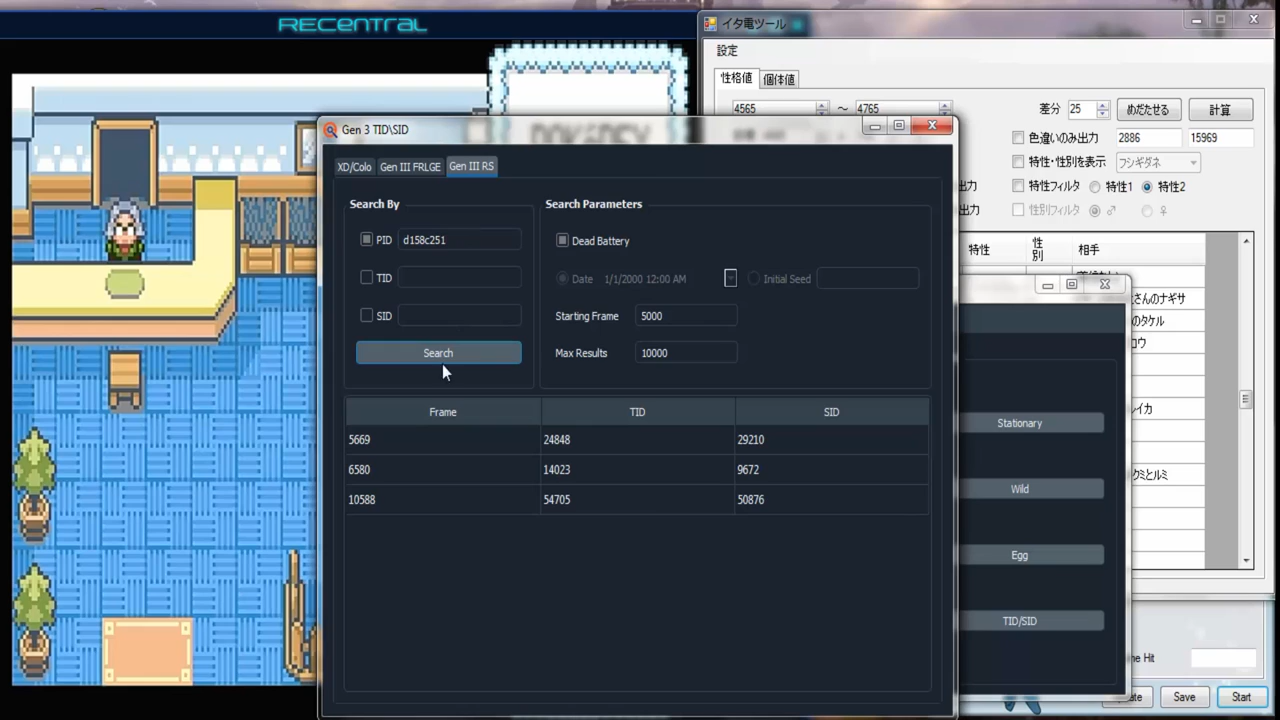 RECENTRAL
Gen 3 TID\SID
XD/Colo Gen III FRLGE Gen III RS
Search By
PID d158c251
TID
SID
Search
Search Parameters
Dead Battery
Date 1/1/2000 12:00 AM Initial Seed
Starting Frame 5000
Max Results 10000
Frame TID SID
5669 24848 29210
6580 14023 9672
10588 54705 50876
イタ電ツール
設定
性格値 個体値
4565 ～ 4765 差分 25 めだたせる 計算
色違いのみ出力 2886 15969
特性・性別を表示 フシギダネ
出力 特性フィルタ 特性1 特性2
出力 性別フィルタ ♂ ♀
特性 性別 相手
さんのナギサ
のタケル
コウ
イカ
クミとルミ
Stationary
Wild
Egg
TID/SID
ne Hit
ate Save Start